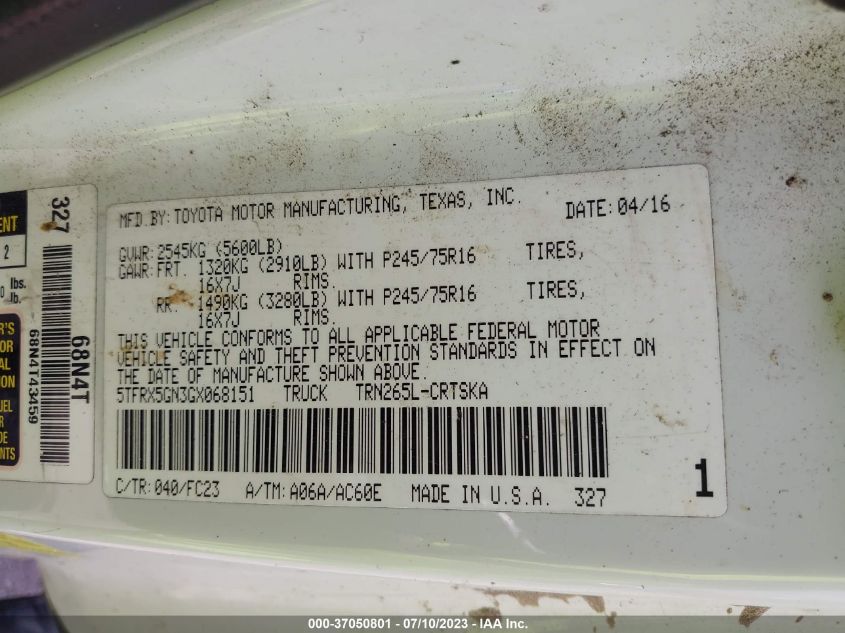 MFD.BY:TOYOTA MOTOR MANUFACTURING, TEXAS, INC. DATE:04/16
GVWR:2545KG (5600LB)
GAWR:FRT. 1320KG (2910LB) WITH P245/75R16 TIRES,
16X7J RIMS.
RR. 1490KG (3280LB) WITH P245/75R16 TIRES,
16X7J RIMS.
THIS VEHICLE CONFORMS TO ALL APPLICABLE FEDERAL MOTOR
VEHICLE SAFETY AND THEFT PREVENTION STANDARDS IN EFFECT ON
THE DATE OF MANUFACTURE SHOWN ABOVE.
5TFRX5GN3GX068151 TRUCK TRN265L-CRTSKA
C/TR:040/FC23 A/TM:A06A/AC60E MADE IN U.S.A. 327
1
327
68N4T
68N4T43459
2
lbs.
lb.
000-37050801 - 07/10/2023 - IAA Inc.